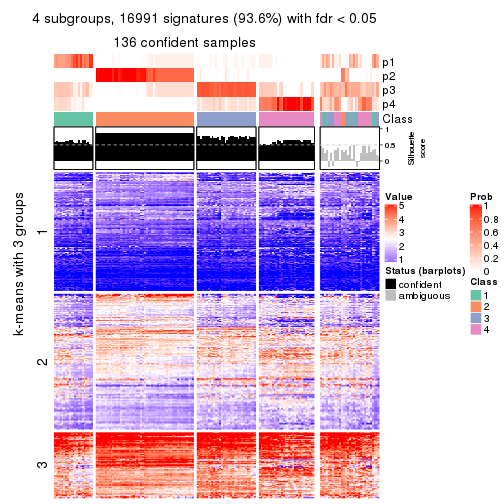 4 subgroups, 16991 signatures (93.6%) with fdr < 0.05
136 confident samples
p1
p2
p3
p4
Class
1
0.5
0
Silhouette
score
k-means with 3 groups
1
2
3
Value
5
4
3
2
1
Status (barplots)
confident
ambiguous
Prob
1
0.8
0.6
0.4
0.2
0
Class
1
2
3
4